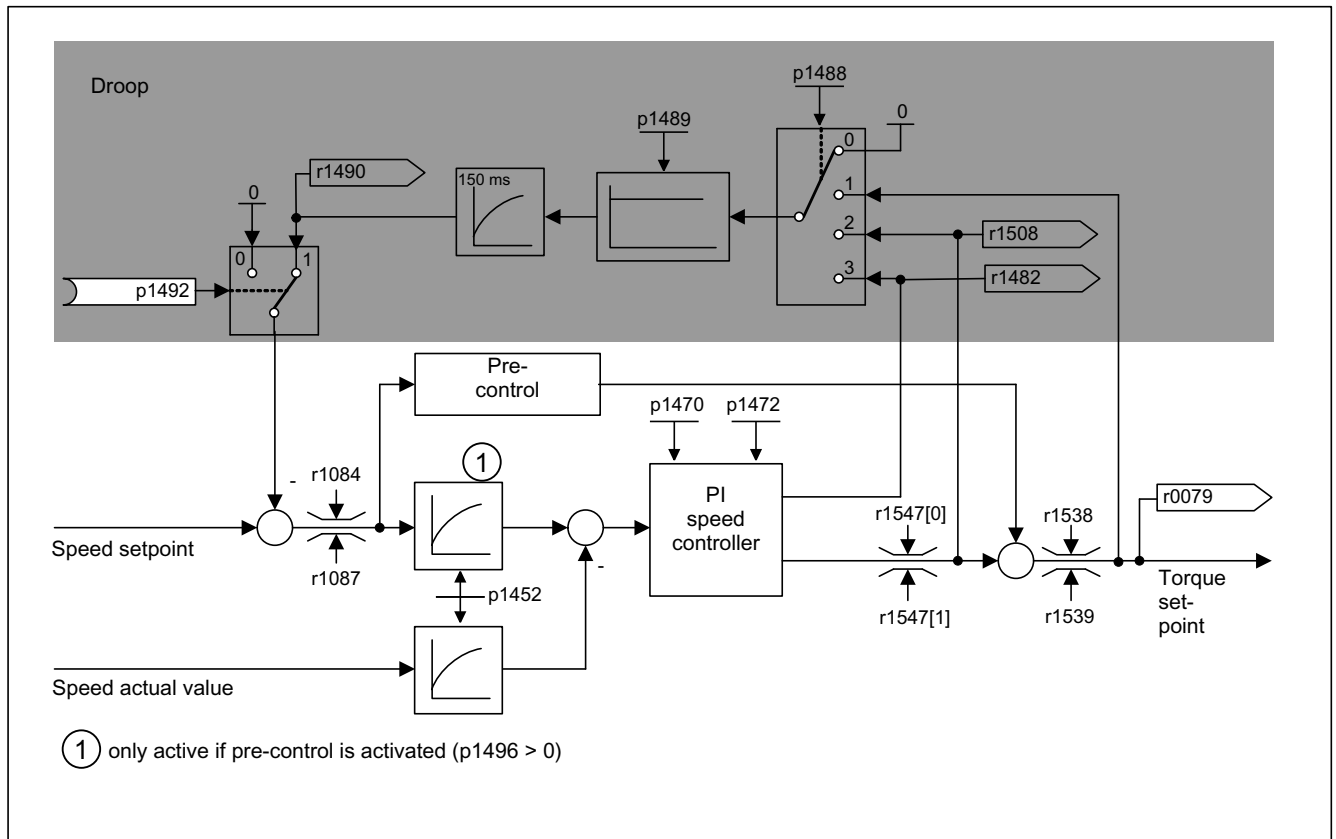 Droop
p1488
0
p1489
0
r1490
150 ms
1
0
2
r1508
0
1
3
r1482
p1492
Pre-
control
p1470
p1472
1
-
r1084
PI
speed
controller
r0079
r1547[0]
r1538
Speed setpoint
-
r1087
p1452
r1547[1]
r1539
Torque
set-
point
Speed actual value
1 only active if pre-control is activated (p1496 > 0)